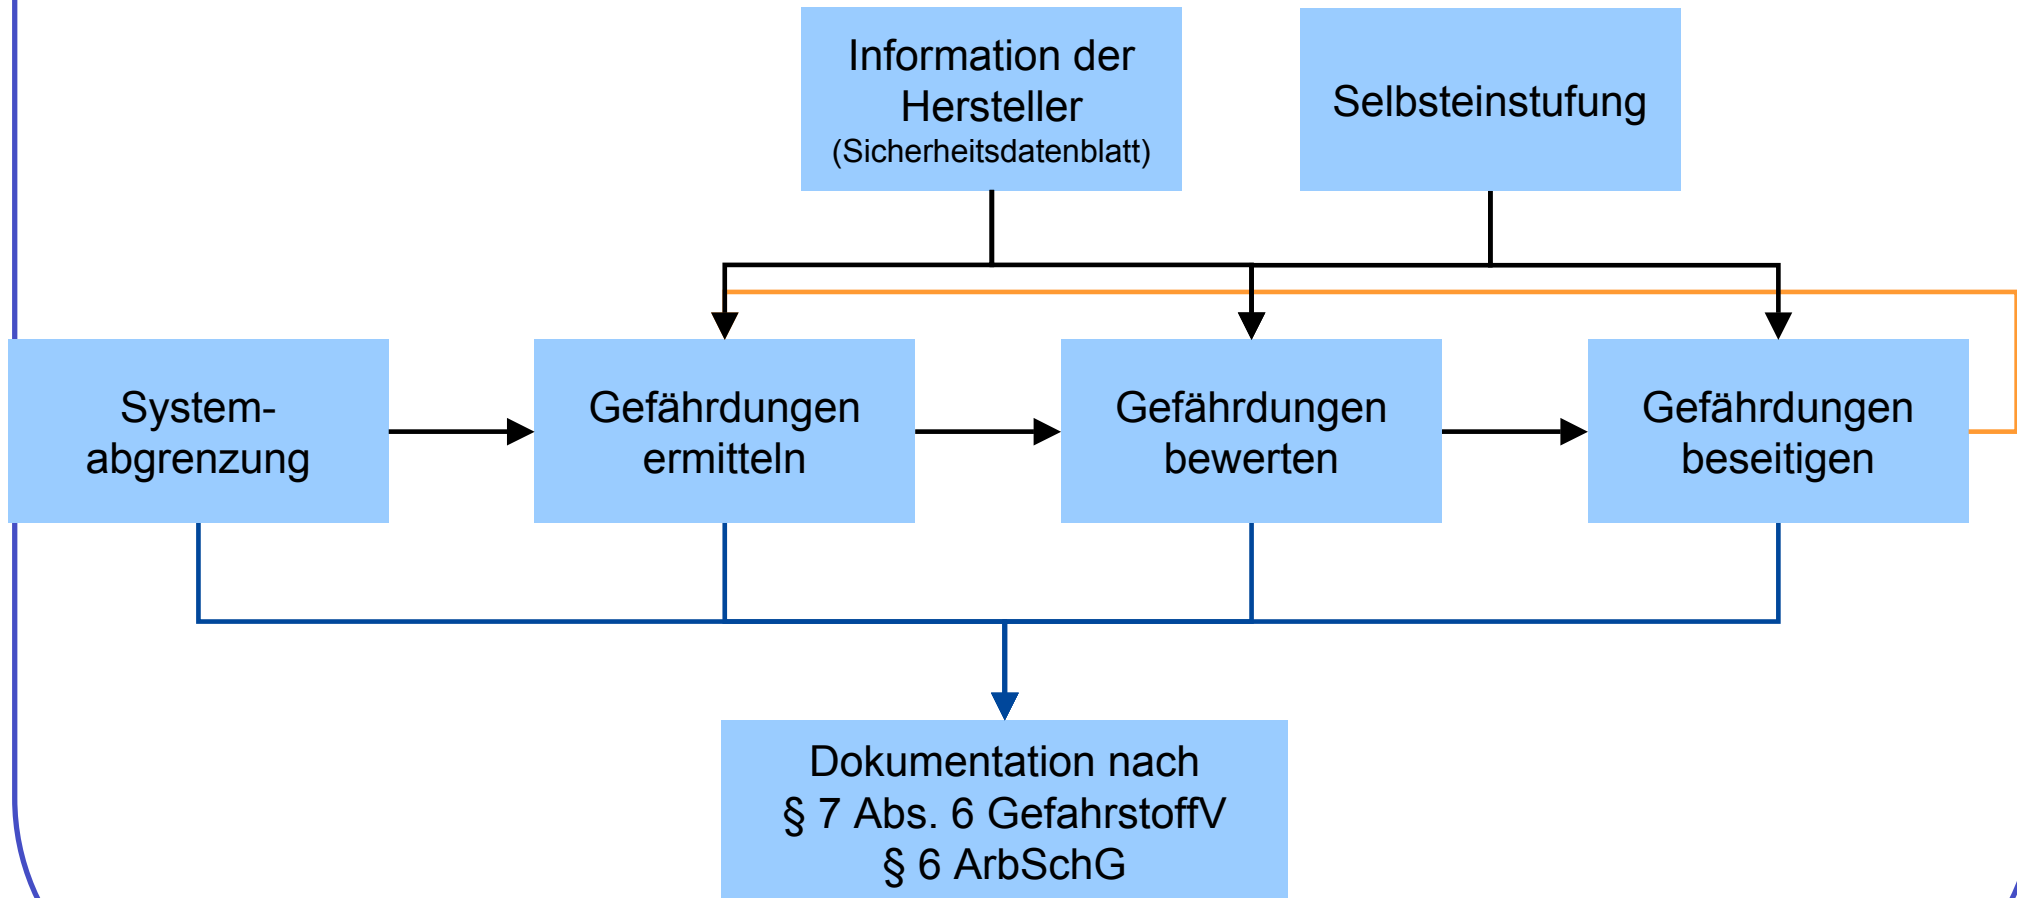 Information der
Hersteller
(Sicherheitsdatenblatt)
Selbsteinstufung
System-
abgrenzung
Gefährdungen
ermitteln
Gefährdungen
bewerten
Gefährdungen
beseitigen
Dokumentation nach
§ 7 Abs. 6 GefahrstoffV
§ 6 ArbSchG